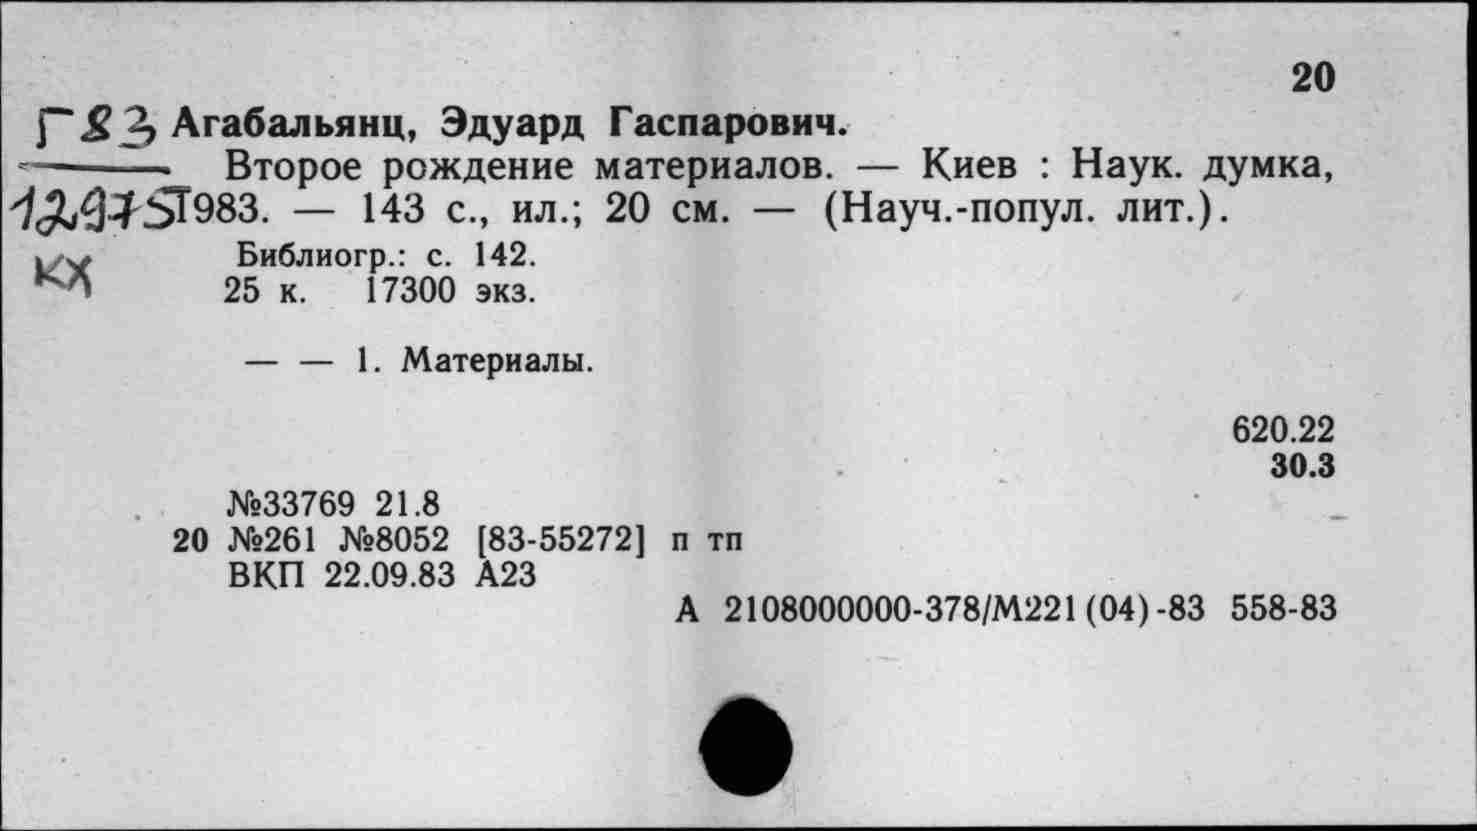 20
Г83 Агабальянц, Эдуард Гаспарович.
Второе рождение материалов. — Киев : Наук. думка,
12975 1983. — 143 с., ил.; 20 см. — (Науч.-попул. лит.).
кх Библиогр.: с. 142.
25 к. 17300 экз.
— — 1. Материалы.
620.22
30.3
№33769 21.8
20 №261 №8052 [83-55272] п тп
ВКП 22.09.83 А23
А 2108000000-378/М221(04)-83 558-83